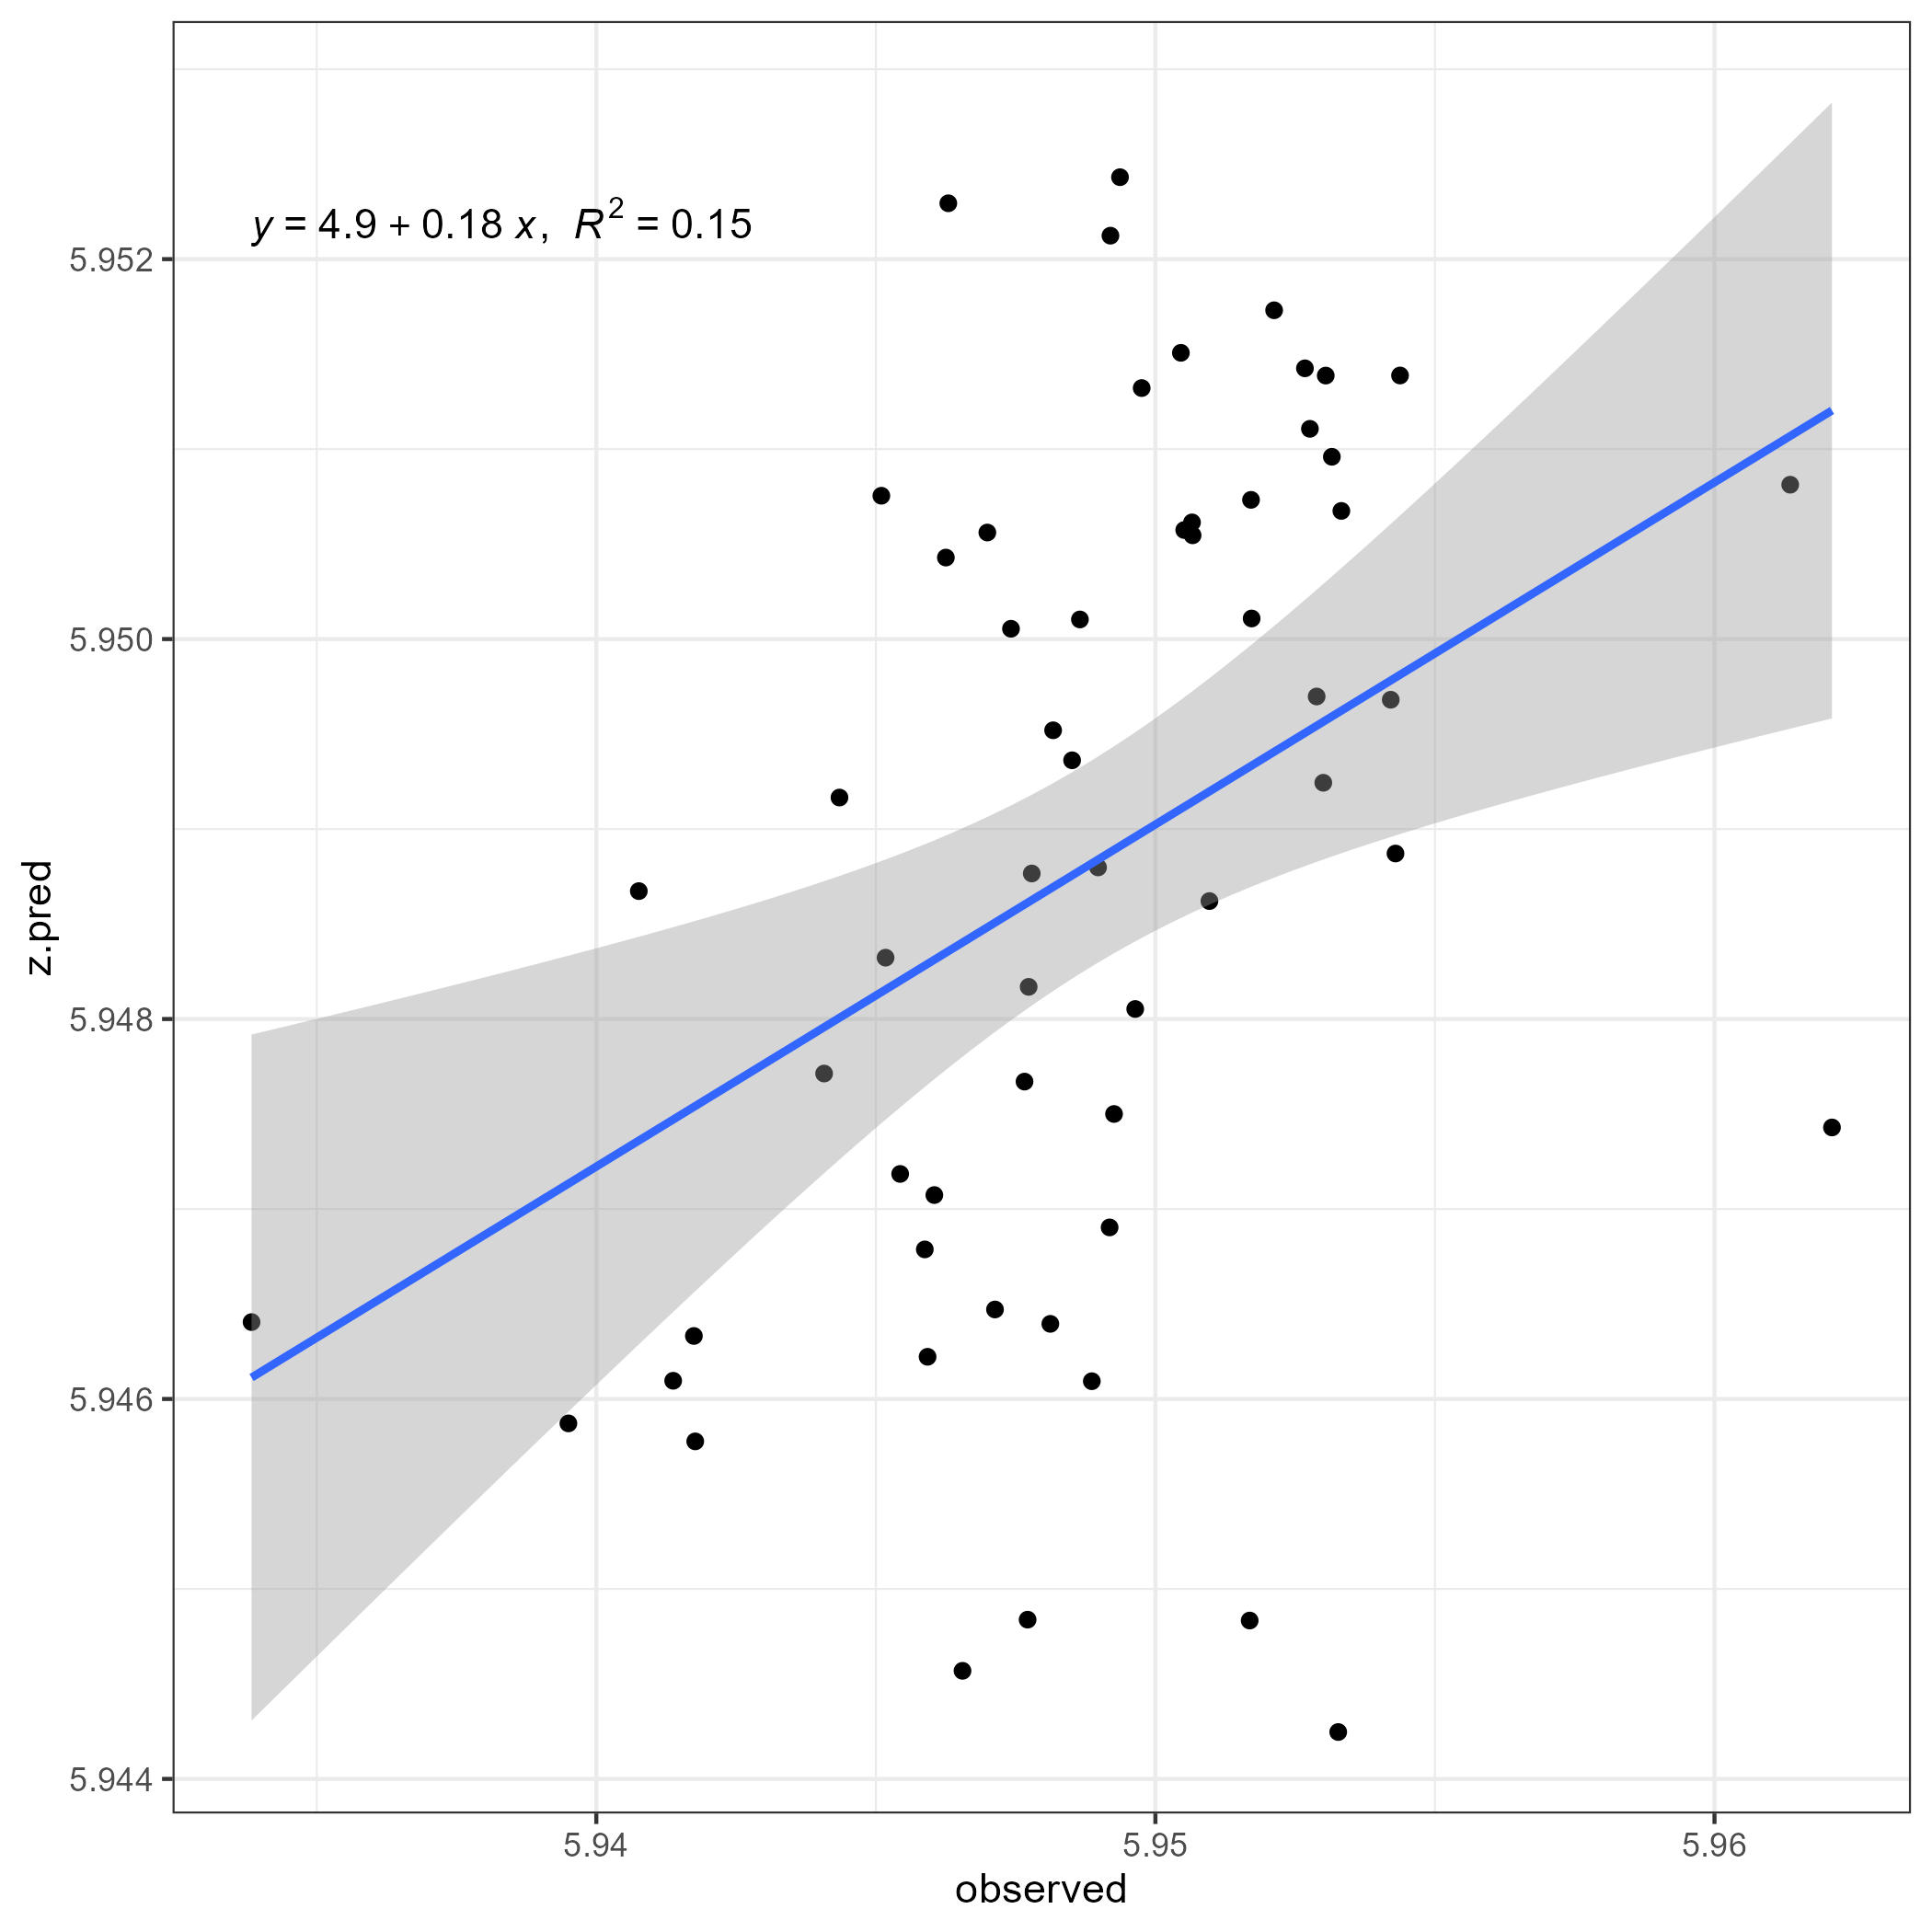 y = 4.9 + 0.18 x, R² = 0.15
5.952
5.950
5.948
5.946
5.944
z.pred
5.94 5.95 5.96
observed